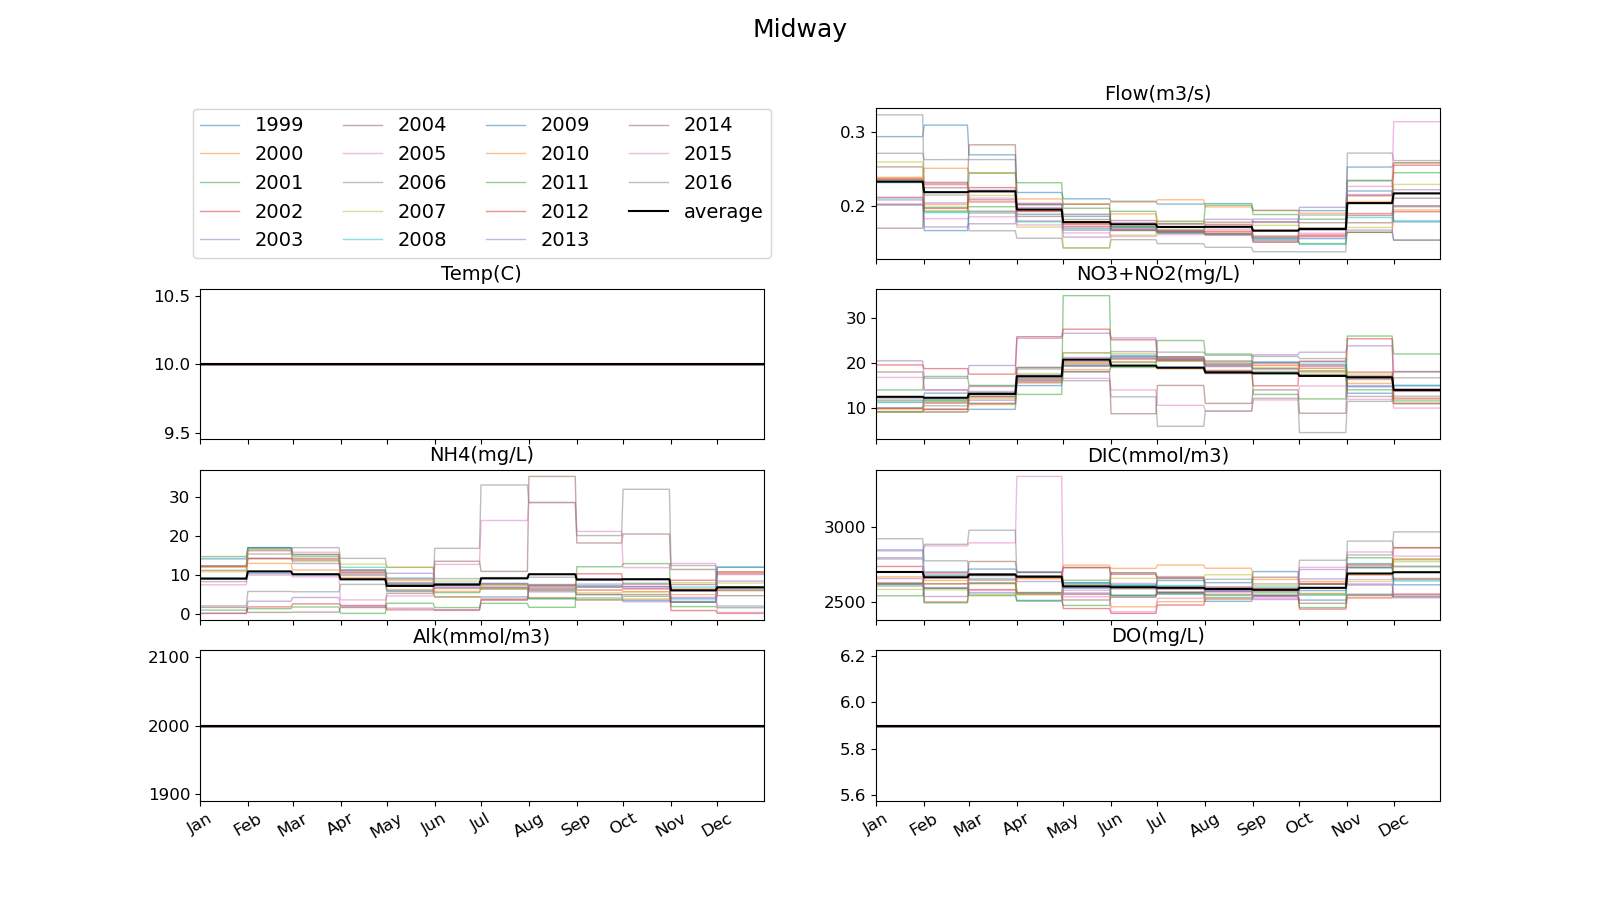 Midway
1999 2004 2009 2014
2000 2005 2010 2015
2001 2006 2011 2016
2002 2007 2012 average
2003 2008 2013
Flow(m3/s)
0.3
0.2
Temp(C)
10.5
10.0
9.5
NO3+NO2(mg/L)
30
20
10
NH4(mg/L)
30
20
10
0
DIC(mmol/m3)
3000
2500
Alk(mmol/m3)
2100
2000
1900
Jan Feb Mar Apr May Jun Jul Aug Sep Oct Nov Dec
DO(mg/L)
6.2
6.0
5.8
5.6
Jan Feb Mar Apr May Jun Jul Aug Sep Oct Nov Dec